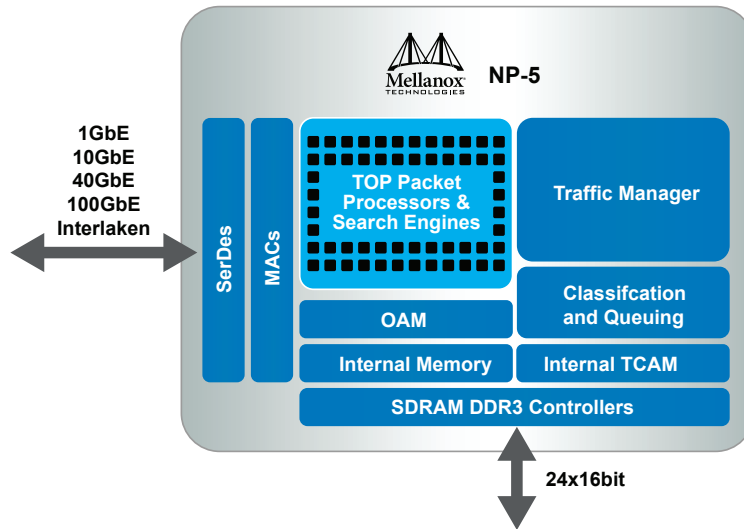 Mellanox
TECHNOLOGIES
NP-5
1GbE
10GbE
40GbE
100GbE
Interlaken
SerDes
MACs
TOP Packet
Processors &
Search Engines
Traffic Manager
OAM
Classifcation
and Queuing
Internal Memory
Internal TCAM
SDRAM DDR3 Controllers
24x16bit